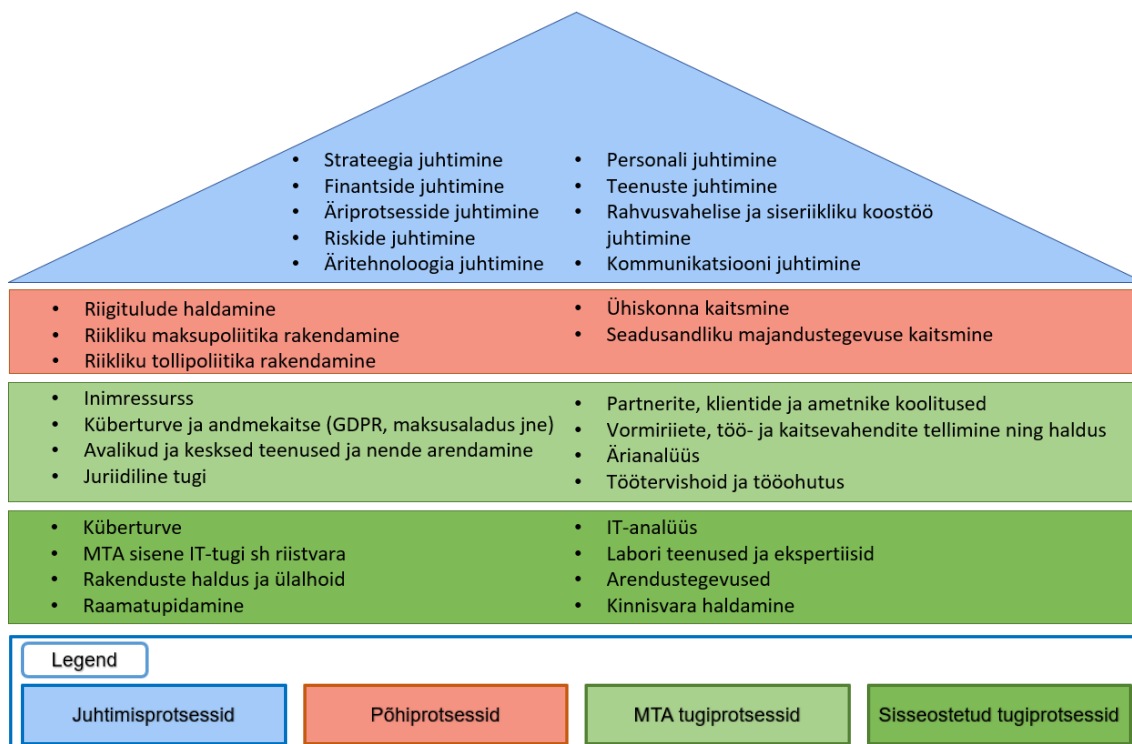 • Strateegia juhtimine
• Finantside juhtimine
• Äriprotsesside juhtimine
• Riskide juhtimine
• Äritehnoloogia juhtimine
• Personali juhtimine
• Teenuste juhtimine
• Rahvusvahelise ja siseriikliku koostöö
juhtimine
• Kommunikatsiooni juhtimine
• Riigitulude haldamine
• Riikliku maksupoliitika rakendamine
• Riikliku tollipoliitika rakendamine
• Ühiskonna kaitsmine
• Seadusandliku majandustegevuse kaitsmine
• Inimressurss
• Küberturve ja andmekaitse (GDPR, maksusaladus jne)
• Avalikud ja kesksed teenused ja nende arendamine
• Juriidiline tugi
• Partnerite, klientide ja ametnike koolitused
• Vormiriiete, töö- ja kaitsevahendite tellimine ning haldus
• Ärianalüüs
• Töötervishoid ja tööohutus
• Küberturve
• MTA sisene IT-tugi sh riistvara
• Rakenduste haldus ja ülalhoid
• Raamatupidamine
• IT-analüüs
• Labori teenused ja ekspertiisid
• Arendustegevused
• Kinnisvara haldamine
Legend
Juhtimisprotsessid
Põhiprotsessid
MTA tugiprotsessid
Sisseostetud tugiprotsessid